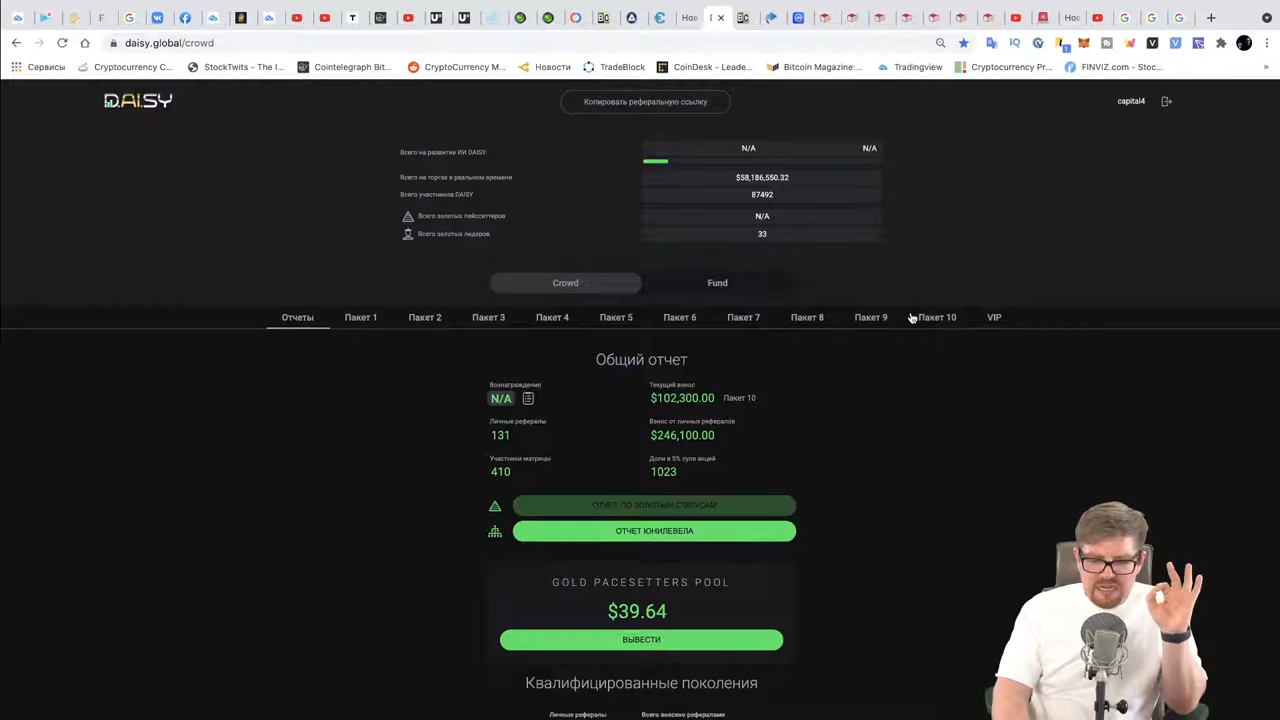 daisy.global/crowd
Сервисы
Cryptocurrency C...
StockTwits - The I...
Cointelegraph Bit...
CryptoCurrency M...
Новости
TradeBlock
CoinDesk - Leade...
Bitcoin Magazine:...
Tradingview
Cryptocurrency Pr...
FINVIZ.com - Stoc...
DAISY
Копировать реферальную ссылку
capital4
Всего на развитие ИИ DAISY
N/A N/A
Всего на торгах в реальном времени
$58,186,550.32
Всего участников DAISY
87492
Всего золотых пейссеттеров
N/A
Всего золотых лидеров
33
Crowd Fund
Отчеты Пакет 1 Пакет 2 Пакет 3 Пакет 4 Пакет 5 Пакет 6 Пакет 7 Пакет 8 Пакет 9 Пакет 10 VIP
Общий отчет
Вознаграждения
N/A
Текущий взнос
$102,300.00 Пакет 10
Личные рефералы
131
Взнос от личных рефералов
$246,100.00
Участники матрицы
410
Доли в 5% пуле акций
1023
ОТЧЕТ ПО ЗОЛОТЫМ СТАТУСАМ
ОТЧЕТ ЮНИЛЕВЕЛА
GOLD PACESETTERS POOL
$39.64
ВЫВЕСТИ
Квалифицированные поколения
Личные рефералы Всего внесено рефералами